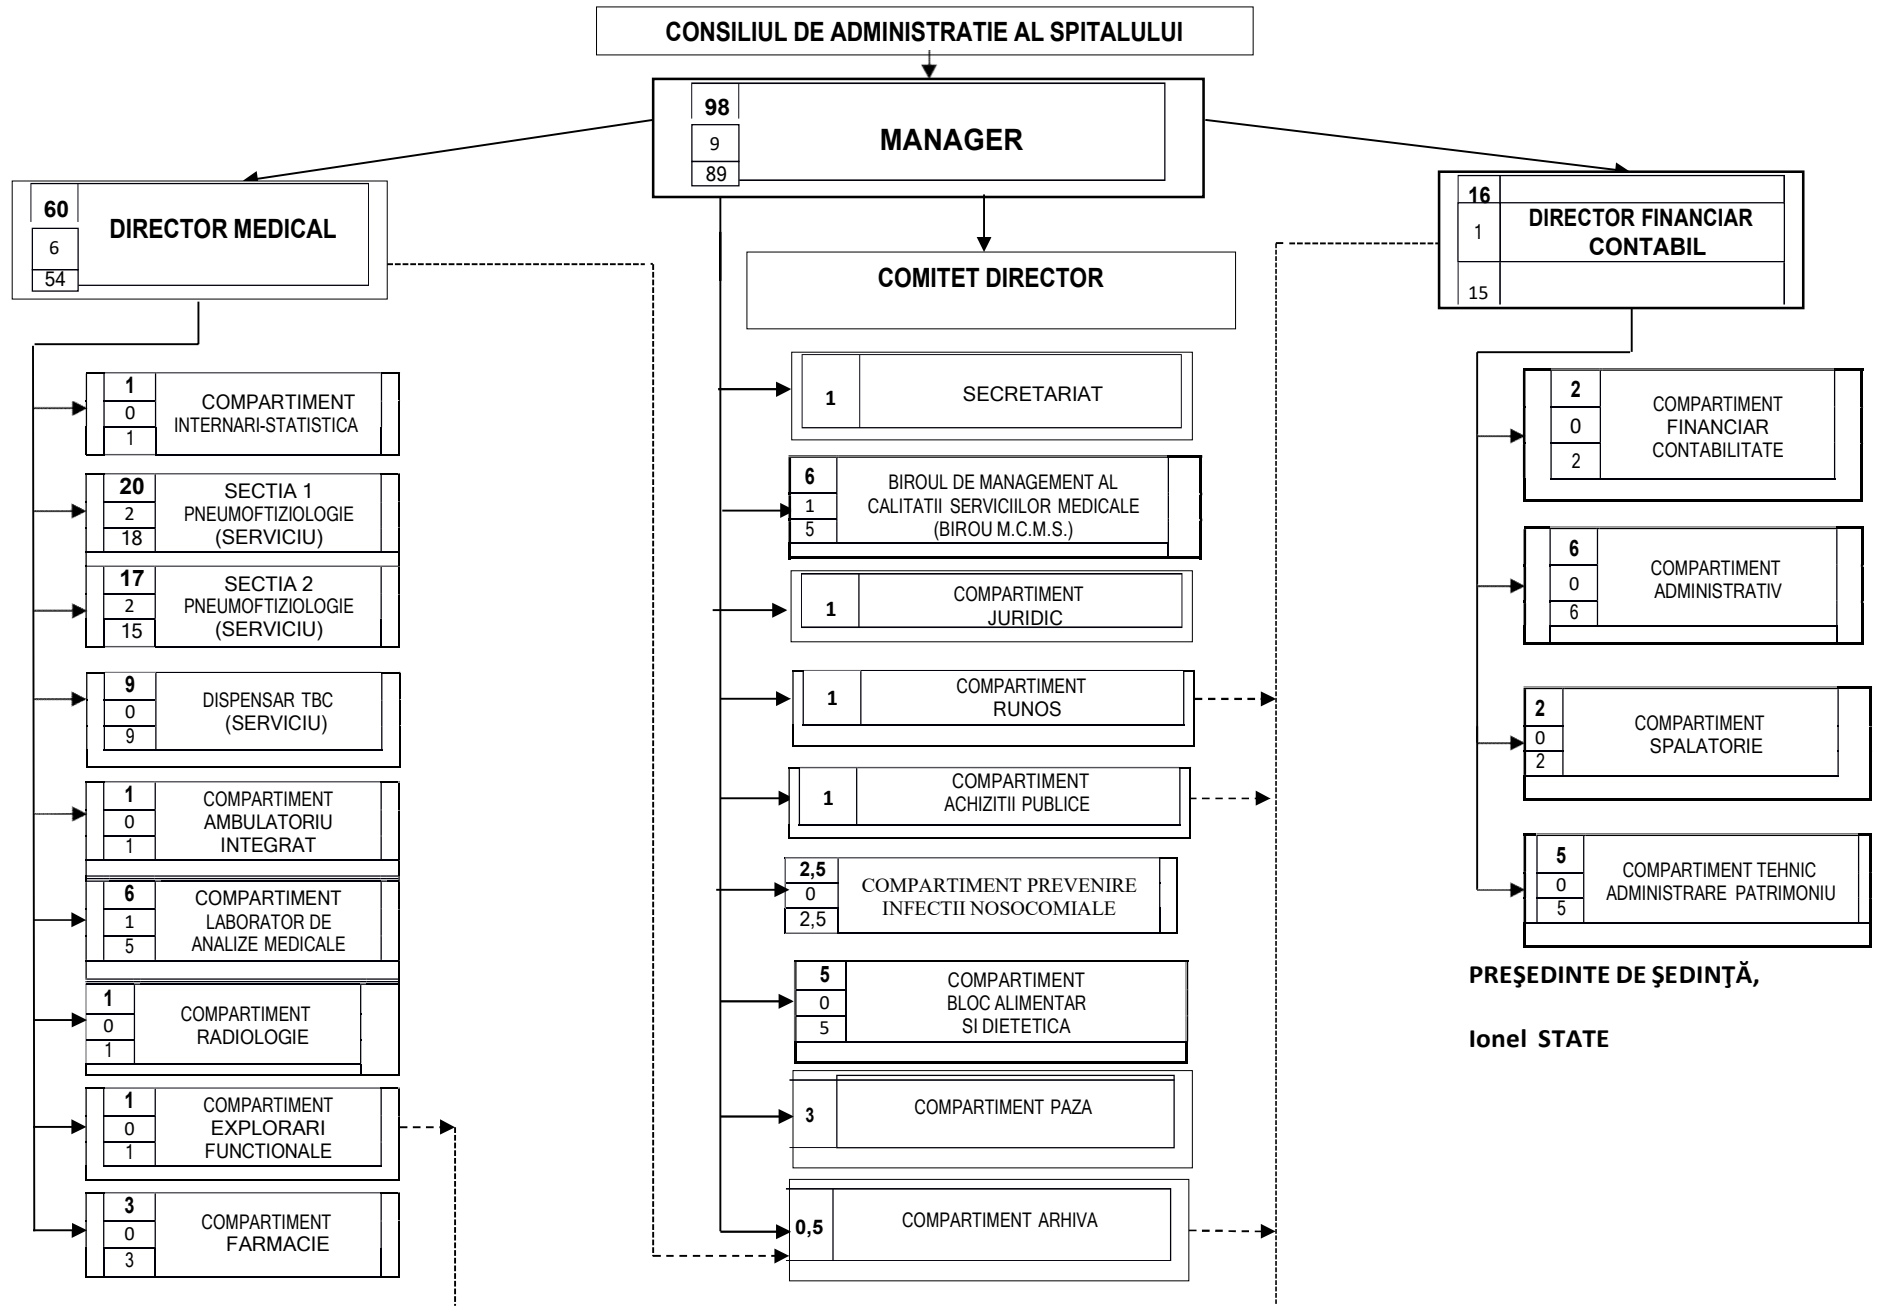 CONSILIUL DE ADMINISTRATIE AL SPITALULUI
98
9
89
MANAGER
60
6
54
DIRECTOR MEDICAL
16
1
15
DIRECTOR FINANCIAR
CONTABIL
COMITET DIRECTOR
1
0
1
COMPARTIMENT
INTERNARI-STATISTICA
20
2
18
SECTIA 1
PNEUMOFTIZIOLOGIE
(SERVICIU)
17
2
15
SECTIA 2
PNEUMOFTIZIOLOGIE
(SERVICIU)
9
0
9
DISPENSAR TBC
(SERVICIU)
1
0
1
COMPARTIMENT
AMBULATORIU
INTEGRAT
6
1
5
COMPARTIMENT
LABORATOR DE
ANALIZE MEDICALE
1
0
1
COMPARTIMENT
RADIOLOGIE
1
0
1
COMPARTIMENT
EXPLORARI
FUNCTIONALE
3
0
3
COMPARTIMENT
FARMACIE
1
SECRETARIAT
6
1
5
BIROUL DE MANAGEMENT AL
CALITATII SERVICIILOR MEDICALE
(BIROU M.C.M.S.)
1
COMPARTIMENT
JURIDIC
1
COMPARTIMENT
RUNOS
1
COMPARTIMENT
ACHIZITII PUBLICE
2,5
0
2,5
COMPARTIMENT PREVENIRE
INFECTII NOSOCOMIALE
5
0
5
COMPARTIMENT
BLOC ALIMENTAR
SI DIETETICA
3
COMPARTIMENT PAZA
0,5
COMPARTIMENT ARHIVA
2
0
2
COMPARTIMENT
FINANCIAR
CONTABILITATE
6
0
6
COMPARTIMENT
ADMINISTRATIV
2
0
2
COMPARTIMENT
SPALATORIE
5
0
5
COMPARTIMENT TEHNIC
ADMINISTRARE PATRIMONIU
PREŞEDINTE DE ŞEDINŢĂ,
Ionel STATE